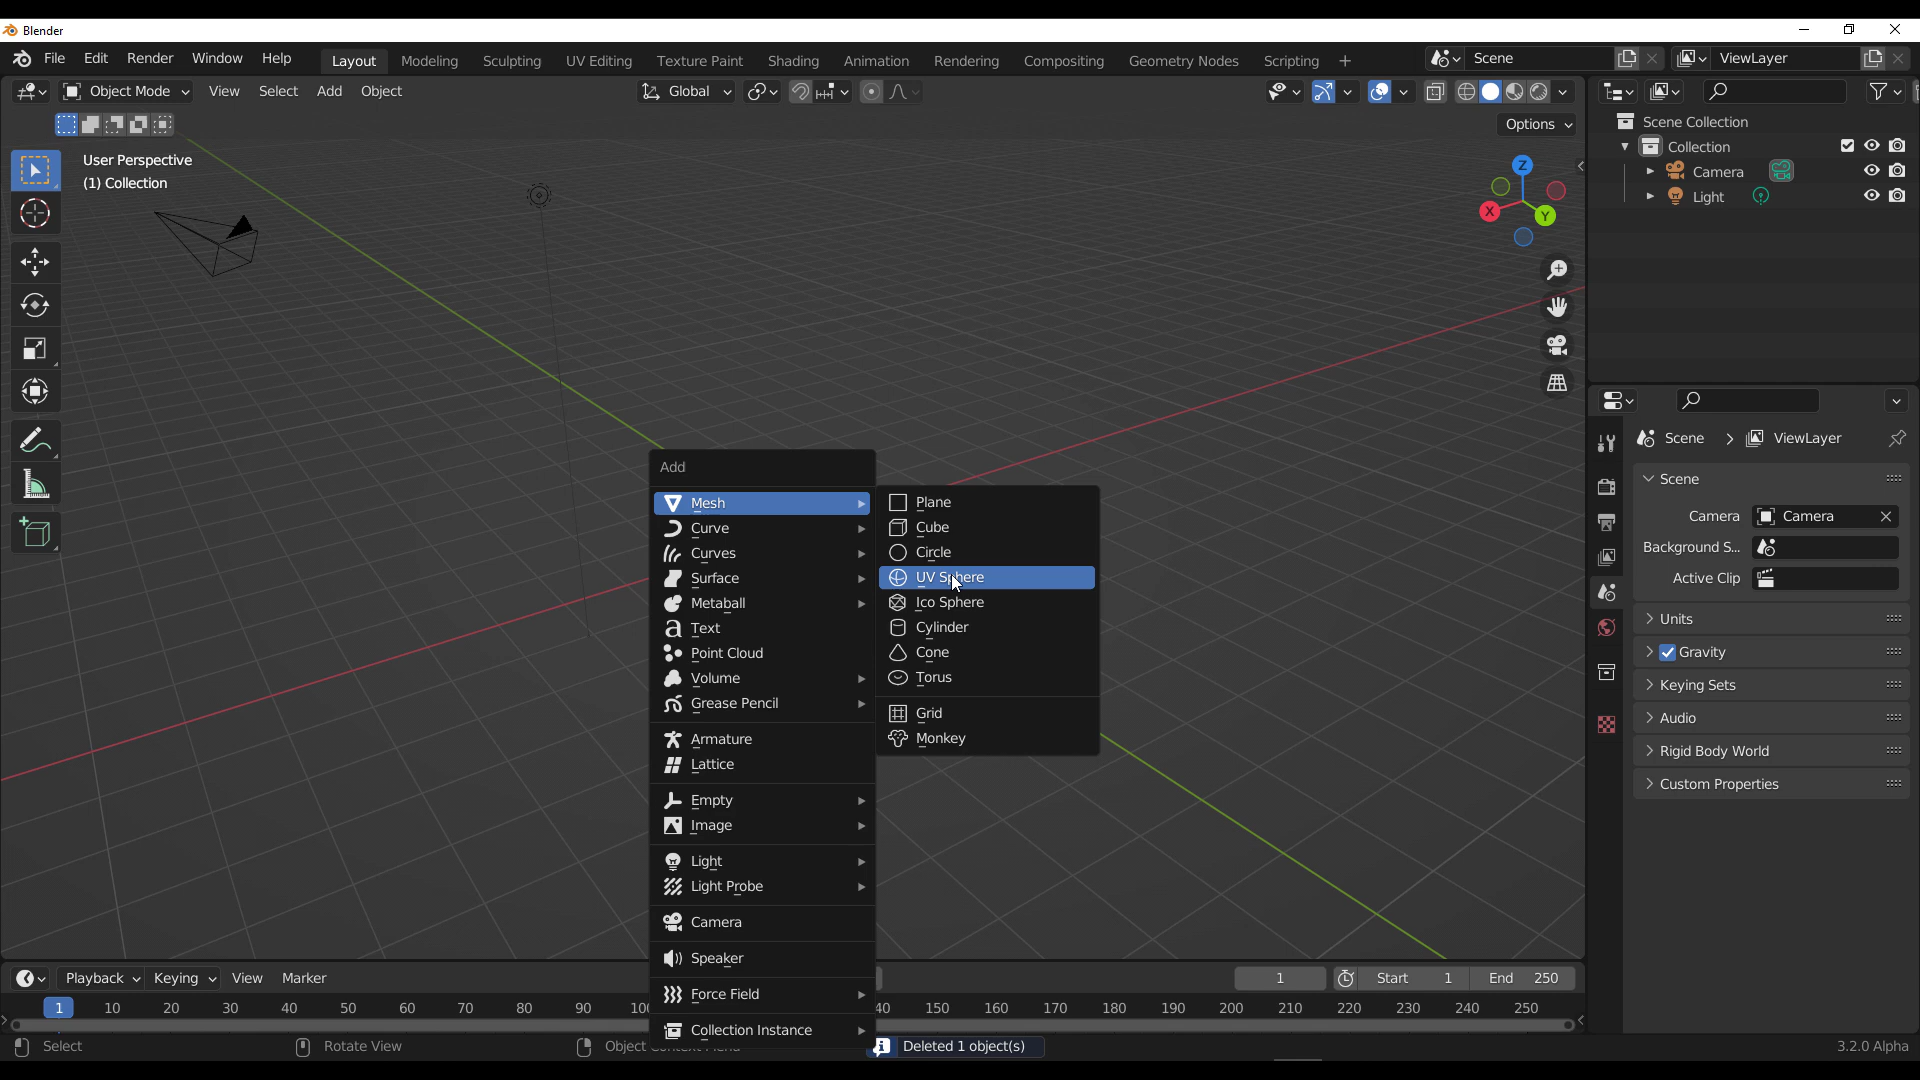 Blender
File Edit Render Window Help Layout Modeling Sculpting UV Editing Texture Paint Shading Animation Rendering Compositing Geometry Nodes Scripting + Scene ViewLayer
Object Mode View Select Add Object Global
Options
User Perspective
(1) Collection
Z
X
Y
Scene Collection
Collection
Camera
Light
Add
Mesh
Curve
Curves
Surface
Metaball
Text
Point Cloud
Volume
Grease Pencil
Armature
Lattice
Empty
Image
Light
Light Probe
Camera
Speaker
Force Field
Collection Instance
Plane
Cube
Circle
UV Sphere
Ico Sphere
Cylinder
Cone
Torus
Grid
Monkey
Scene > ViewLayer
Scene
Camera Camera
Background S...
Active Clip
Units
Gravity
Keying Sets
Audio
Rigid Body World
Custom Properties
Playback Keying View Marker 1 Start 1 End 250
1 10 20 30 40 50 60 70 80 90 150 160 170 180 190 200 210 220 230 240 250
Select Rotate View Object Deleted 1 object(s) 3.2.0 Alpha